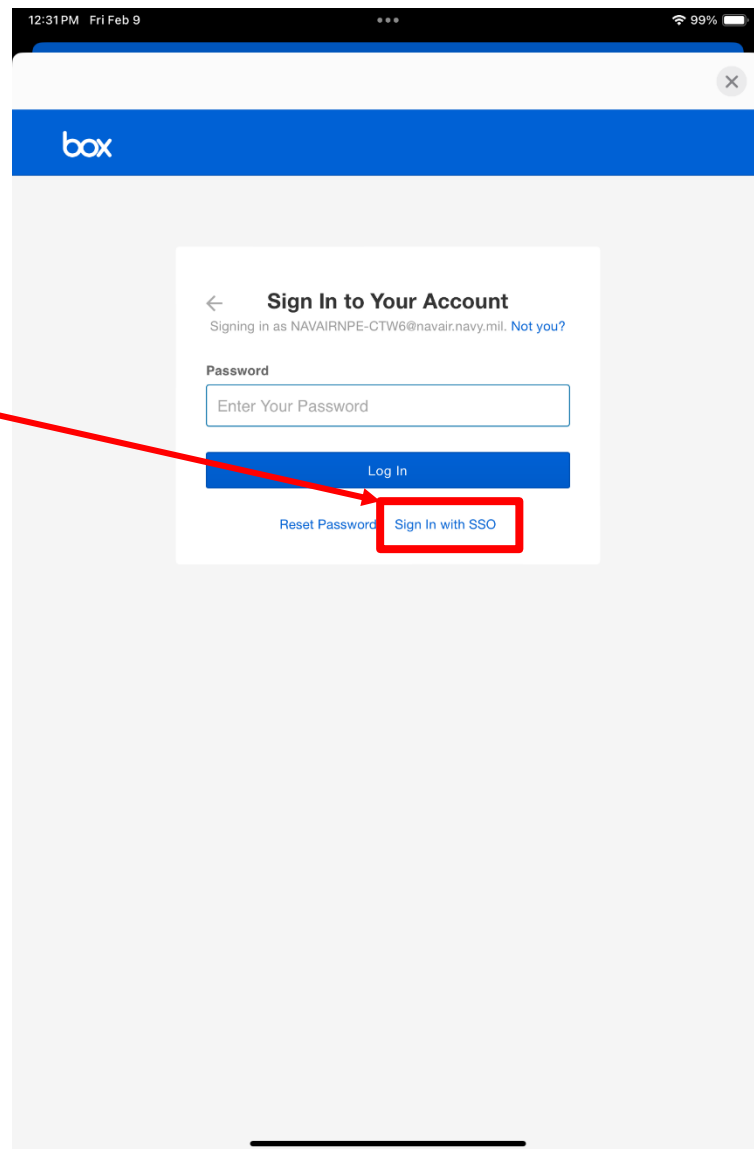 12:31 PM Fri Feb 9 99%
box
Sign In to Your Account
Signing in as NAVAIRNPE-CTW6@navair.navy.mil. Not you?
Password
Enter Your Password
Log In
Reset Password Sign In with SSO